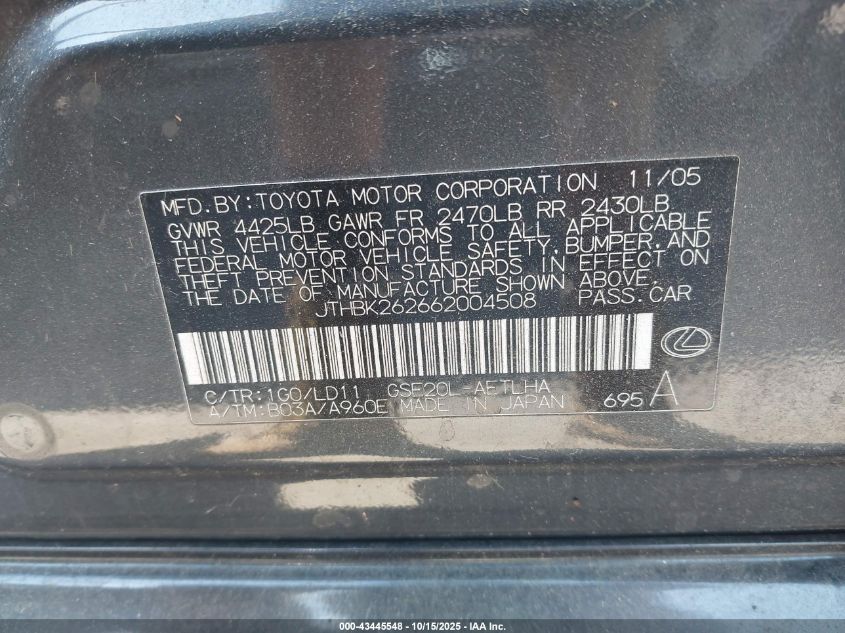 MFD.BY:TOYOTA MOTOR CORPORATION 11/05
GVWR 4425LB GAWR FR 2470LB RR 2430LB
THIS VEHICLE CONFORMS TO ALL APPLICABLE
FEDERAL MOTOR VEHICLE SAFETY,BUMPER,AND
THEFT PREVENTION STANDARDS IN EFFECT ON
THE DATE OF MANUFACTURE SHOWN ABOVE.
JTHBK262662004508 PASS.CAR
C/TR:1G0/LD11 GSE20L-AETLHA
A/TM:B03A/A960E MADE IN JAPAN 695 A
000-43445548 - 10/15/2025 - IAA Inc.